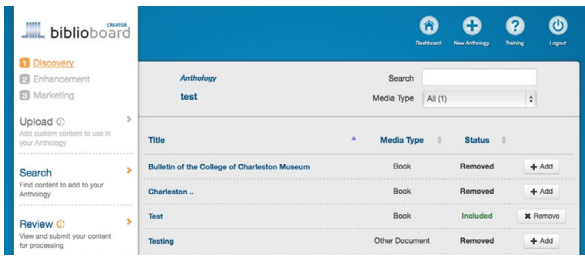 CREATOR
biblioboard
Dashboard
New Anthology
Training
Logout
1 Discovery
2 Enhancement
3 Marketing
Upload
Add custom content to use in
your Anthology
Search
Find content to add to your
Anthology
Review
View and submit your content
for processing
Anthology
test
Search
Media Type All (1)
Title Media Type Status
Bulletin of the College of Charleston Museum Book Removed + Add
Charleston .. Book Removed + Add
Test Book Included ✖ Remove
Testing Other Document Removed + Add